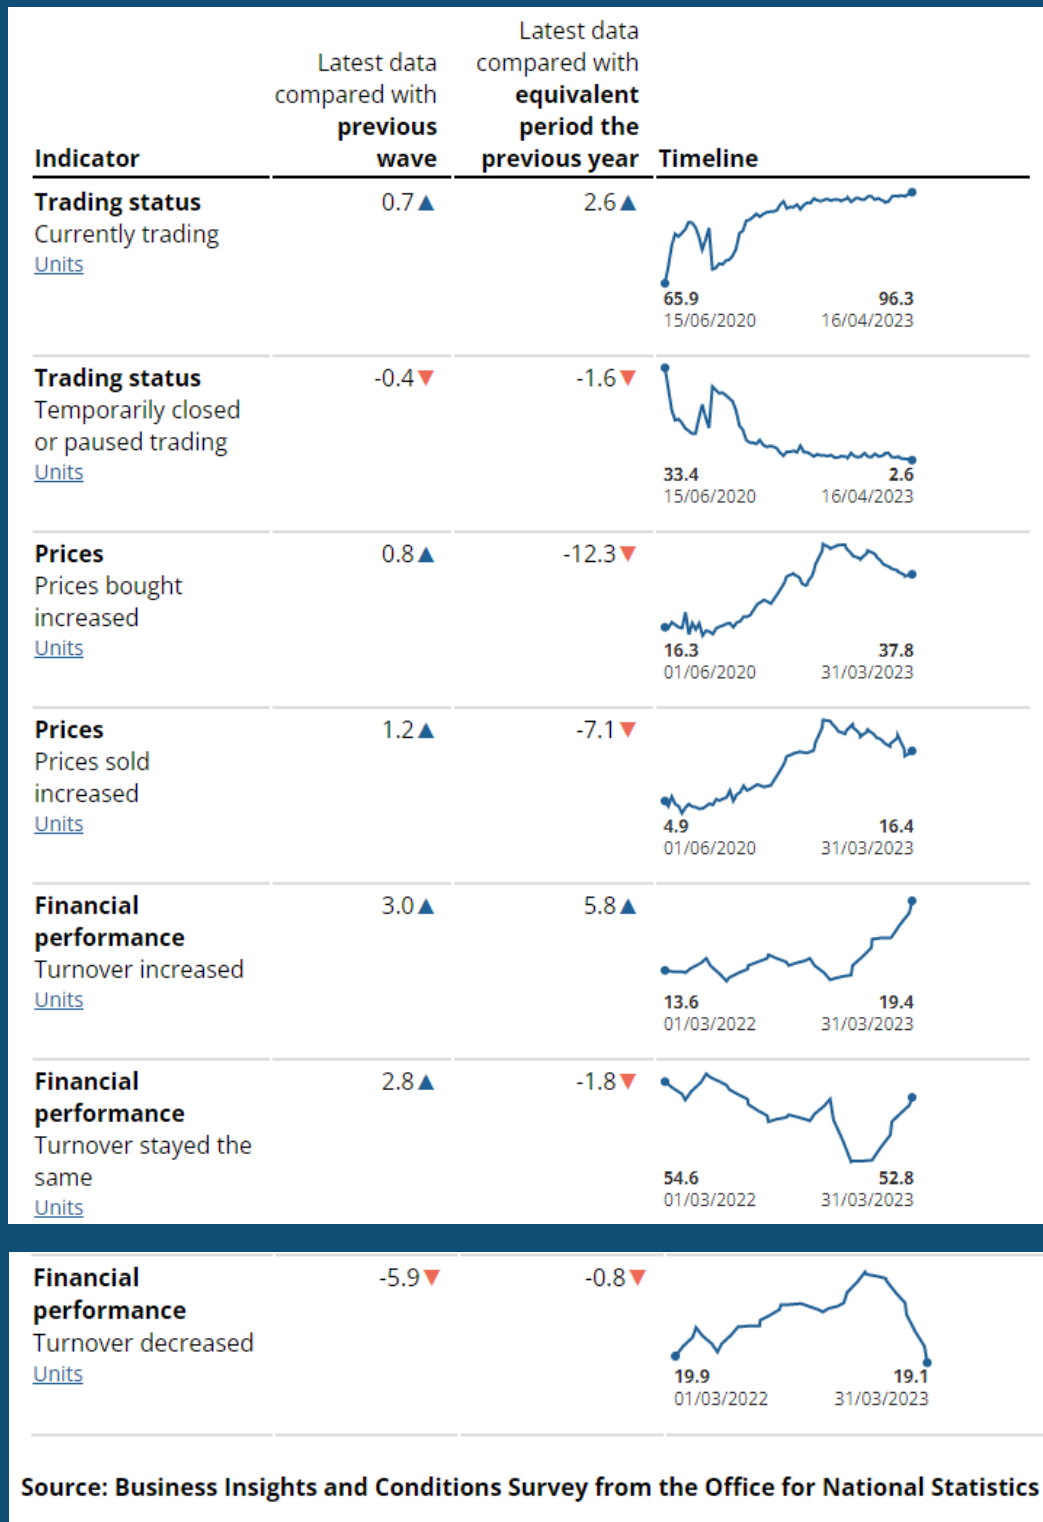 Indicator
Latest data
compared with
previous
wave
Latest data
compared with
equivalent
period the
previous year
Timeline
Trading status
Currently trading
Units
0.7▲
2.6▲
65.9
15/06/2020
96.3
16/04/2023
Trading status
Temporarily closed
or paused trading
Units
-0.4▼
-1.6▼
33.4
15/06/2020
2.6
16/04/2023
Prices
Prices bought
increased
Units
0.8▲
-12.3▼
16.3
01/06/2020
37.8
31/03/2023
Prices
Prices sold
increased
Units
1.2▲
-7.1▼
4.9
01/06/2020
16.4
31/03/2023
Financial
performance
Turnover increased
Units
3.0▲
5.8▲
13.6
01/03/2022
19.4
31/03/2023
Financial
performance
Turnover stayed the
same
Units
2.8▲
-1.8▼
54.6
01/03/2022
52.8
31/03/2023
Financial
performance
Turnover decreased
Units
-5.9▼
-0.8▼
19.9
01/03/2022
19.1
31/03/2023
Source: Business Insights and Conditions Survey from the Office for National Statistics